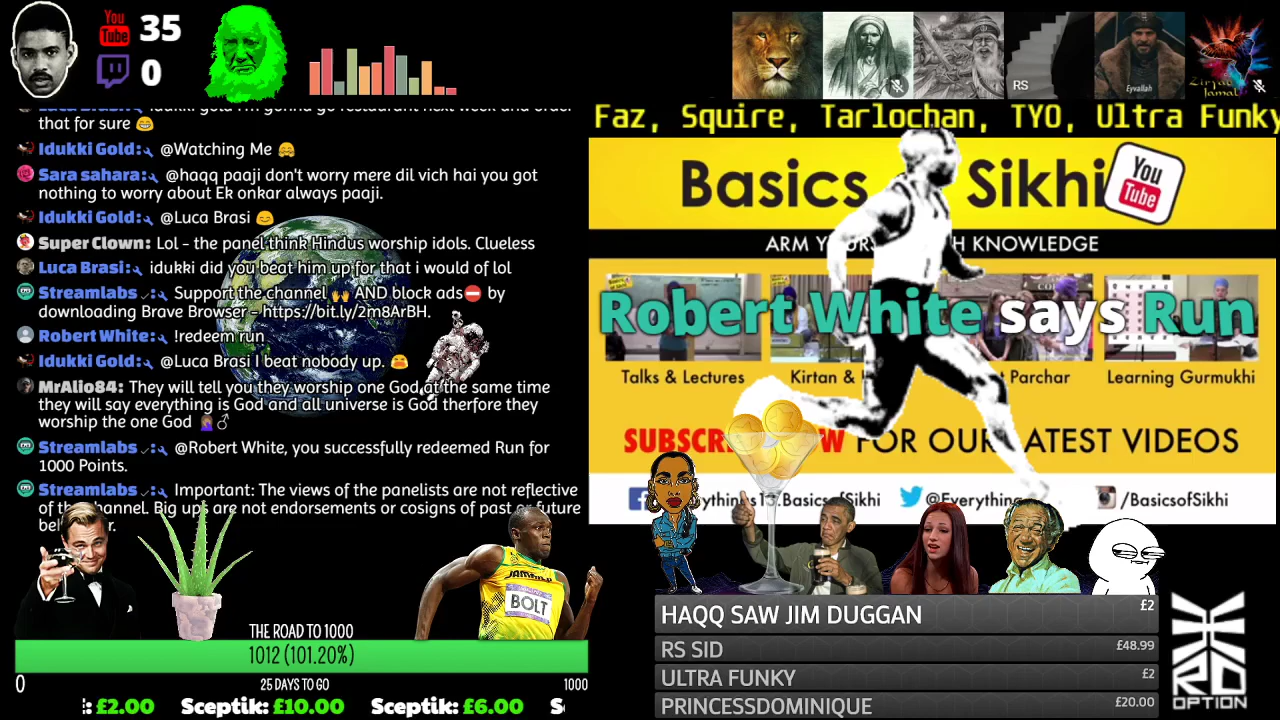 You
Tube
35
0
RS
Eyvallah
Ziryab
Jamal
that for sure 😁
Idukki Gold: @Watching Me 🤗
Sara sahara: @haqq paaji don't worry mere dil vich hai you got
nothing to worry about Ek onkar always paaji.
Idukki Gold: @Luca Brasi 😊
Super Clown: Lol - the panel think Hindus worship idols. Clueless
Luca Brasi: idukki did you beat him up for that i would of lol
Streamlabs : Support the channel 🙌 AND block ads⛔ by
downloading Brave Browser - https://bit.ly/2m8ArBH.
Robert White: !redeem run
Idukki Gold: @Luca Brasi I beat nobody up. 😫
MrAlio84: They will tell you they worship one God at the same time
they will say everything is God and all universe is God therfore they
worship the one God 🤦🏾♂
Streamlabs : @Robert White, you successfully redeemed Run for
1000 Points.
Streamlabs : Important: The views of the panelists are not reflective
of the channel. Big ups are not endorsements or cosigns of past or future
Faz, Squire, Tarlochan, TYO, Ultra Funky
Basics Sikhi
You
Tube
KNOWLEDGE
Robert White says Run
Talks & Lectures
Kirtan &
Parchar
Learning Gurmukhi
FOR OUR LATEST VIDEOS
@Everything
/BasicsofSikhi
JAMAICA
BOLT
THE ROAD TO 1000
1012 (101.20%)
0
25 DAYS TO GO
1000
: £2.00 Sceptik: £10.00 Sceptik: £6.00 S
HAQQ SAW JIM DUGGAN £2
RS SID £48.99
ULTRA FUNKY £2
PRINCESSDOMINIQUE £20.00
OPTION